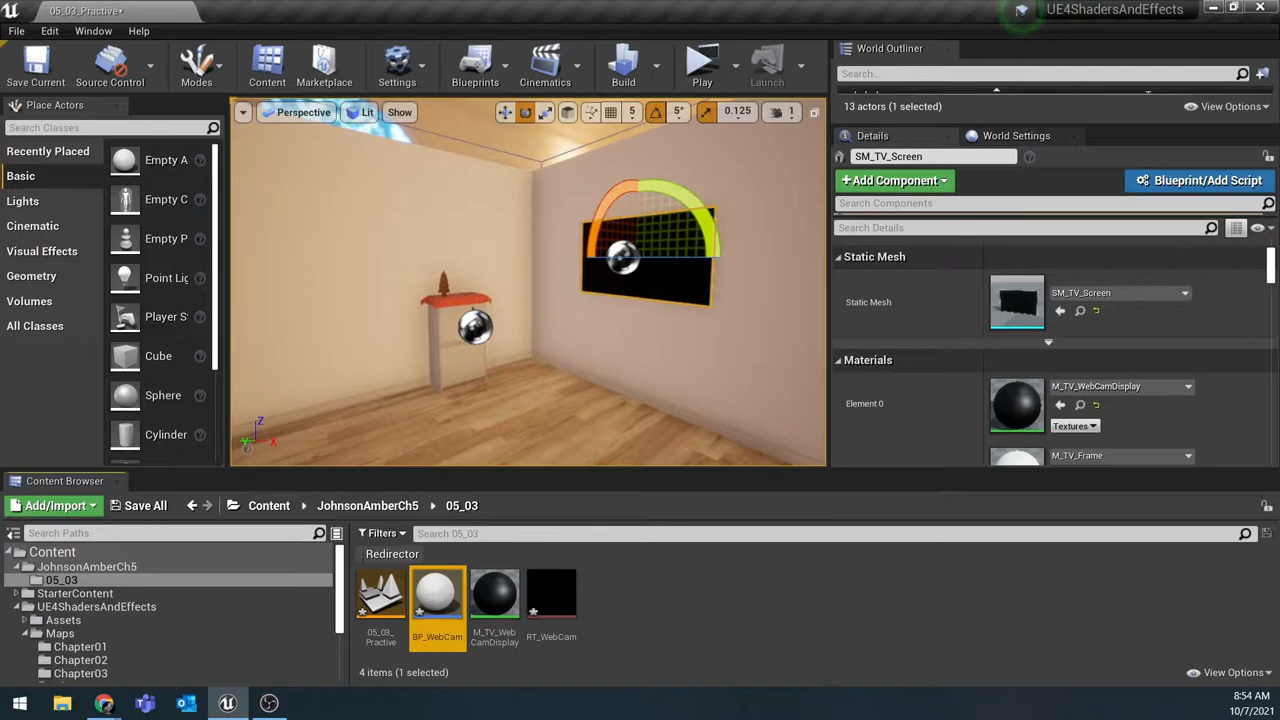 05_03_Practive•
UE4ShadersAndEffects
File Edit Window Help
Save Current Source Control Modes Content Marketplace Settings Blueprints Cinematics Build Play Launch
World Outliner
Search...
13 actors (1 selected) View Options
Place Actors
Search Classes
Recently Placed
Basic
Lights
Cinematic
Visual Effects
Geometry
Volumes
All Classes
Empty A
Empty C
Empty P
Point Lig
Player S
Cube
Sphere
Cylinder
Perspective Lit Show 5 5° 0.125 1
Z
Y X
Details World Settings
SM_TV_Screen
+Add Component Blueprint/Add Script
Search Components
Search Details
Static Mesh
Static Mesh SM_TV_Screen
Materials
Element 0 M_TV_WebCamDisplay
Textures
M_TV_Frame
Content Browser
Add/Import Save All Content JohnsonAmberCh5 05_03
Search Paths
Filters Search 05_03
Redirector
Content
JohnsonAmberCh5
05_03
StarterContent
UE4ShadersAndEffects
Assets
Maps
Chapter01
Chapter02
Chapter03
05_03_
Practive
BP_WebCam
M_TV_Web
CamDisplay
RT_WebCam
4 items (1 selected) View Options
8:54 AM
10/7/2021